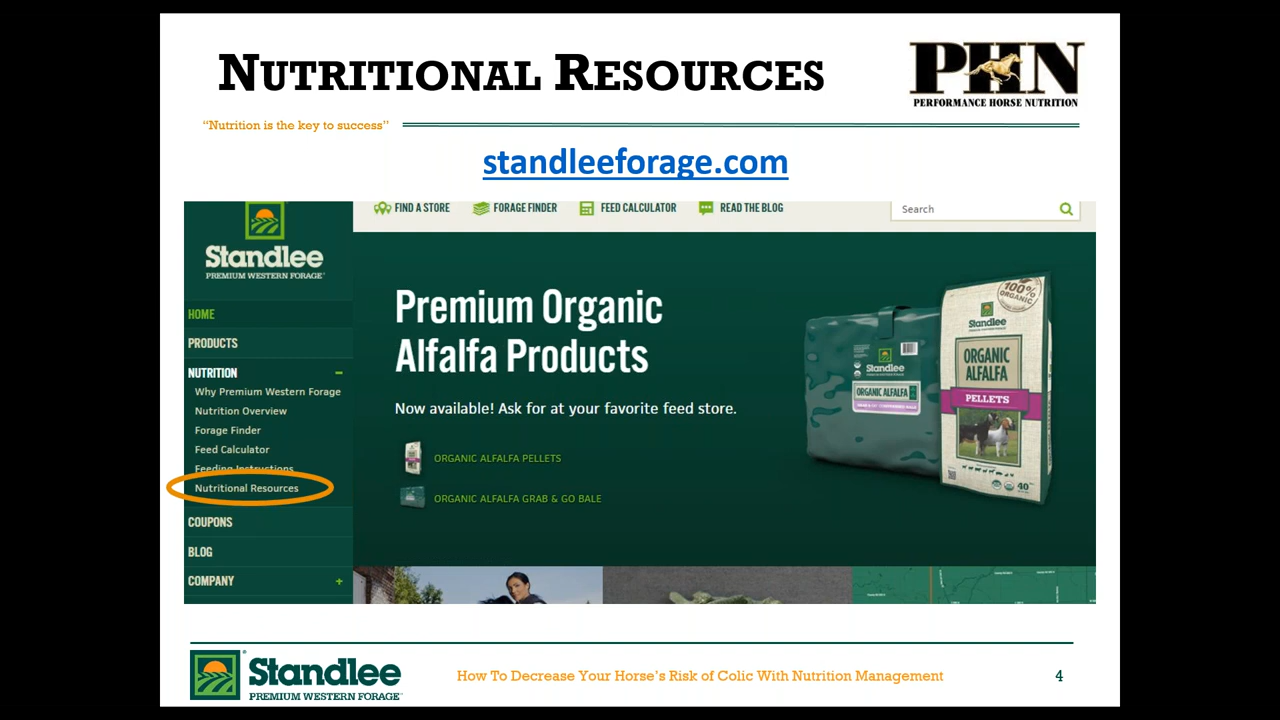 NUTRITIONAL RESOURCES
PHN
PERFORMANCE HORSE NUTRITION
“Nutrition is the key to success”
standleeforage.com
FIND A STORE
FORAGE FINDER
FEED CALCULATOR
READ THE BLOG
Search
Standlee
PREMIUM WESTERN FORAGE
HOME
PRODUCTS
NUTRITION
Why Premium Western Forage
Nutrition Overview
Forage Finder
Feed Calculator
Feeding Instructions
Nutritional Resources
COUPONS
BLOG
COMPANY
Premium Organic
Alfalfa Products
Now available! Ask for at your favorite feed store.
ORGANIC ALFALFA PELLETS
ORGANIC ALFALFA GRAB & GO BALE
Standlee
ORGANIC ALFALFA
100%
ORGANIC
Standlee
ORGANIC
ALFALFA
PELLETS
40
Standlee®
PREMIUM WESTERN FORAGE
How To Decrease Your Horse’s Risk of Colic With Nutrition Management
4